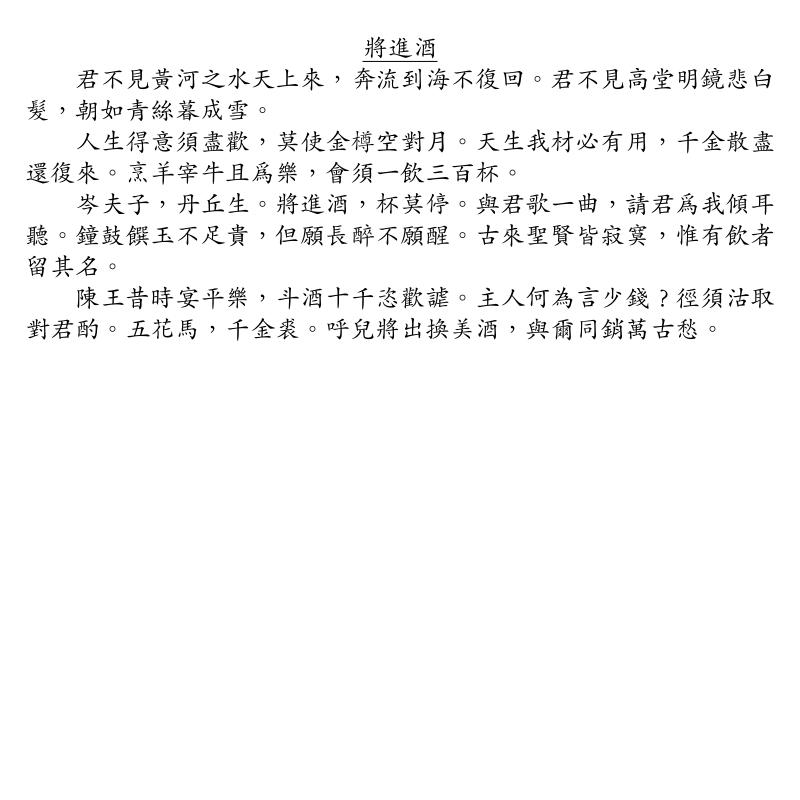 將進酒
君不見黃河之水天上來，奔流到海不復回。君不見高堂明鏡悲白
髮，朝如青絲暮成雪。
人生得意須盡歡，莫使金樽空對月。天生我材必有用，千金散盡
還復來。烹羊宰牛且爲樂，會須一飲三百杯。
岑夫子，丹丘生。將進酒，杯莫停。與君歌一曲，請君爲我傾耳
聽。鐘鼓饌玉不足貴，但願長醉不願醒。古來聖賢皆寂寞，惟有飲者
留其名。
陳王昔時宴平樂，斗酒十千恣歡謔。主人何為言少錢？徑須沽取
對君酌。五花馬，千金裘。呼兒將出換美酒，與爾同銷萬古愁。